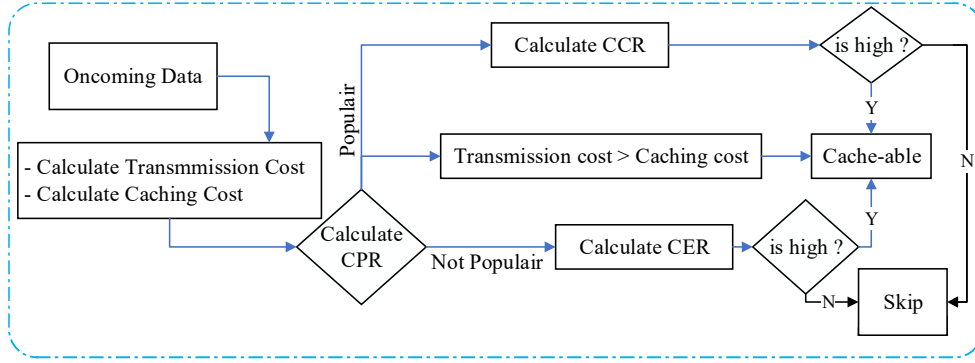 Oncoming Data
- Calculate Transmmission Cost
- Calculate Caching Cost
Calculate
CPR
Populair
Not Populair
Calculate CCR
is high ?
Y
N
Transmission cost > Caching cost
Cache-able
Calculate CER
is high ?
Y
N
Skip